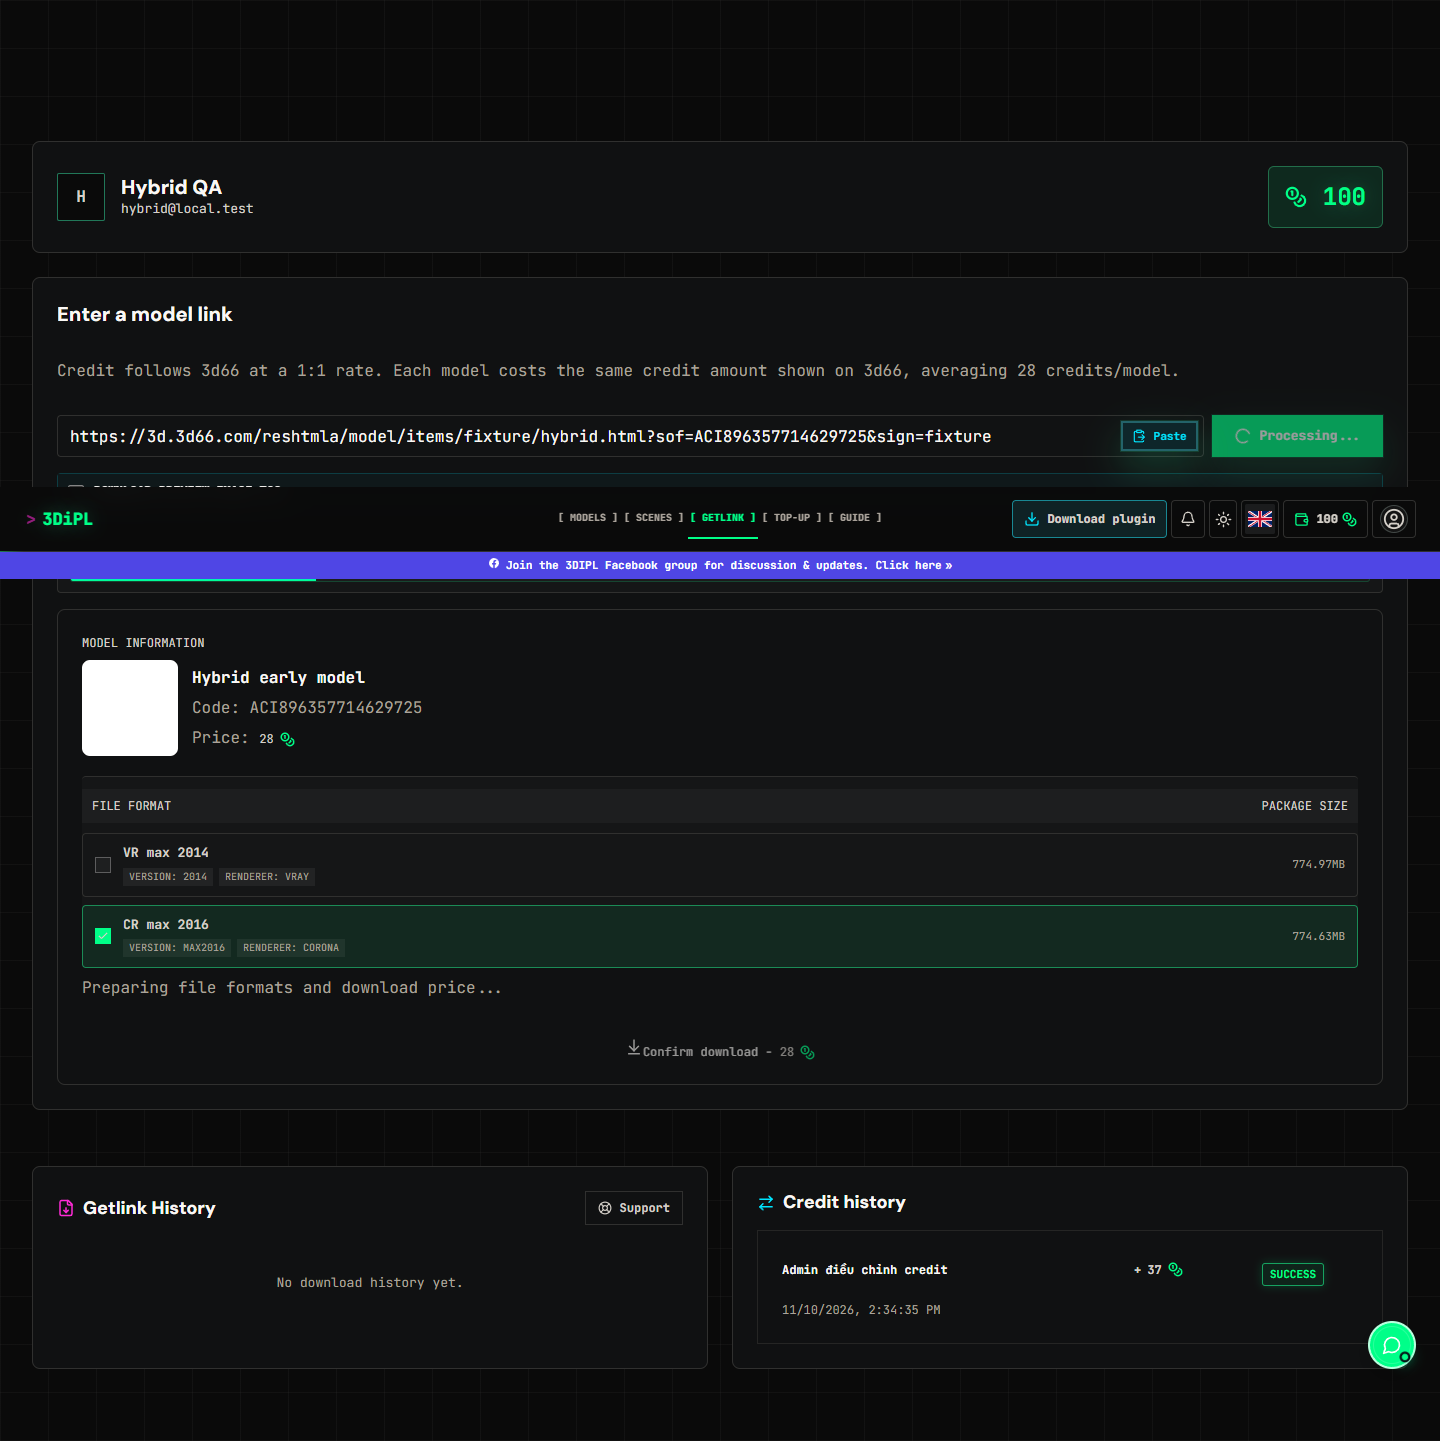 H
Hybrid QA
hybrid@local.test
100
Enter a model link
Credit follows 3d66 at a 1:1 rate. Each model costs the same credit amount shown on 3d66, averaging 28 credits/model.
https://3d.3d66.com/reshtmla/model/items/fixture/hybrid.html?sof=ACI896357714629725&sign=fixture
Paste
Processing...
> 3DiPL
[ MODELS ] [ SCENES ] [ GETLINK ] [ TOP-UP ] [ GUIDE ]
Download plugin
100
Join the 3DIPL Facebook group for discussion & updates. Click here »
MODEL INFORMATION
Hybrid early model
Code: ACI896357714629725
Price: 28
FILE FORMAT
PACKAGE SIZE
VR max 2014
VERSION: 2014 RENDERER: VRAY
774.97MB
CR max 2016
VERSION: MAX2016 RENDERER: CORONA
774.63MB
Preparing file formats and download price...
Confirm download - 28
Getlink History
Support
No download history yet.
Credit history
Admin điều chỉnh credit
+ 37
SUCCESS
11/10/2026, 2:34:35 PM